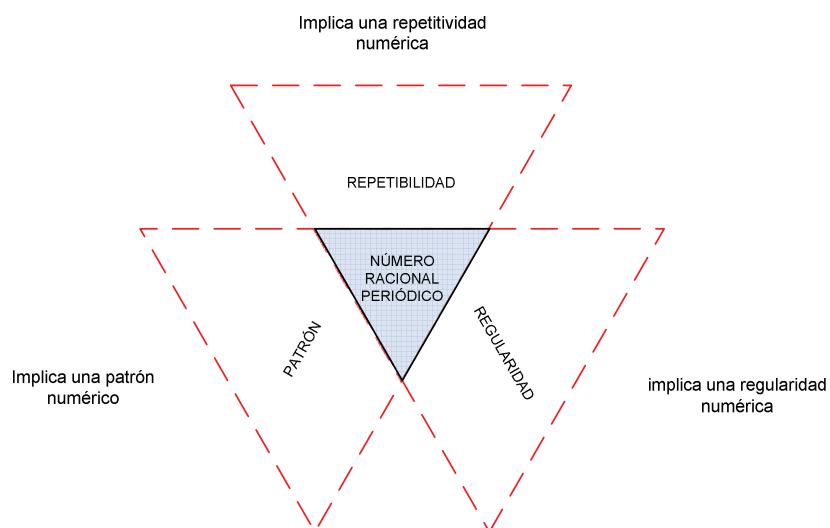 Implica una repetitividad
numérica
REPETIBILIDAD
NÚMERO
RACIONAL
PERIÓDICO
PATRÓN
REGULARIDAD
Implica una patrón
numérico
implica una regularidad
numérica